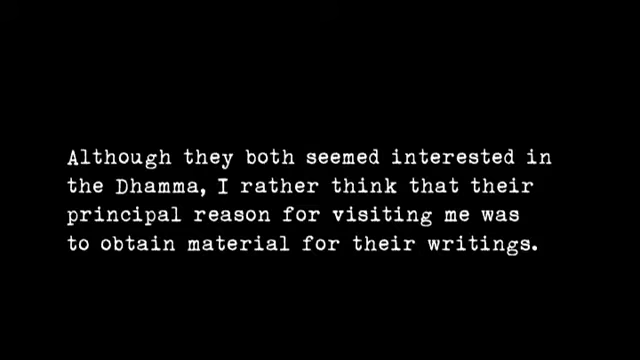 Although they both seemed interested in
the Dhamma, I rather think that their
principal reason for visiting me was
to obtain material for their writings.